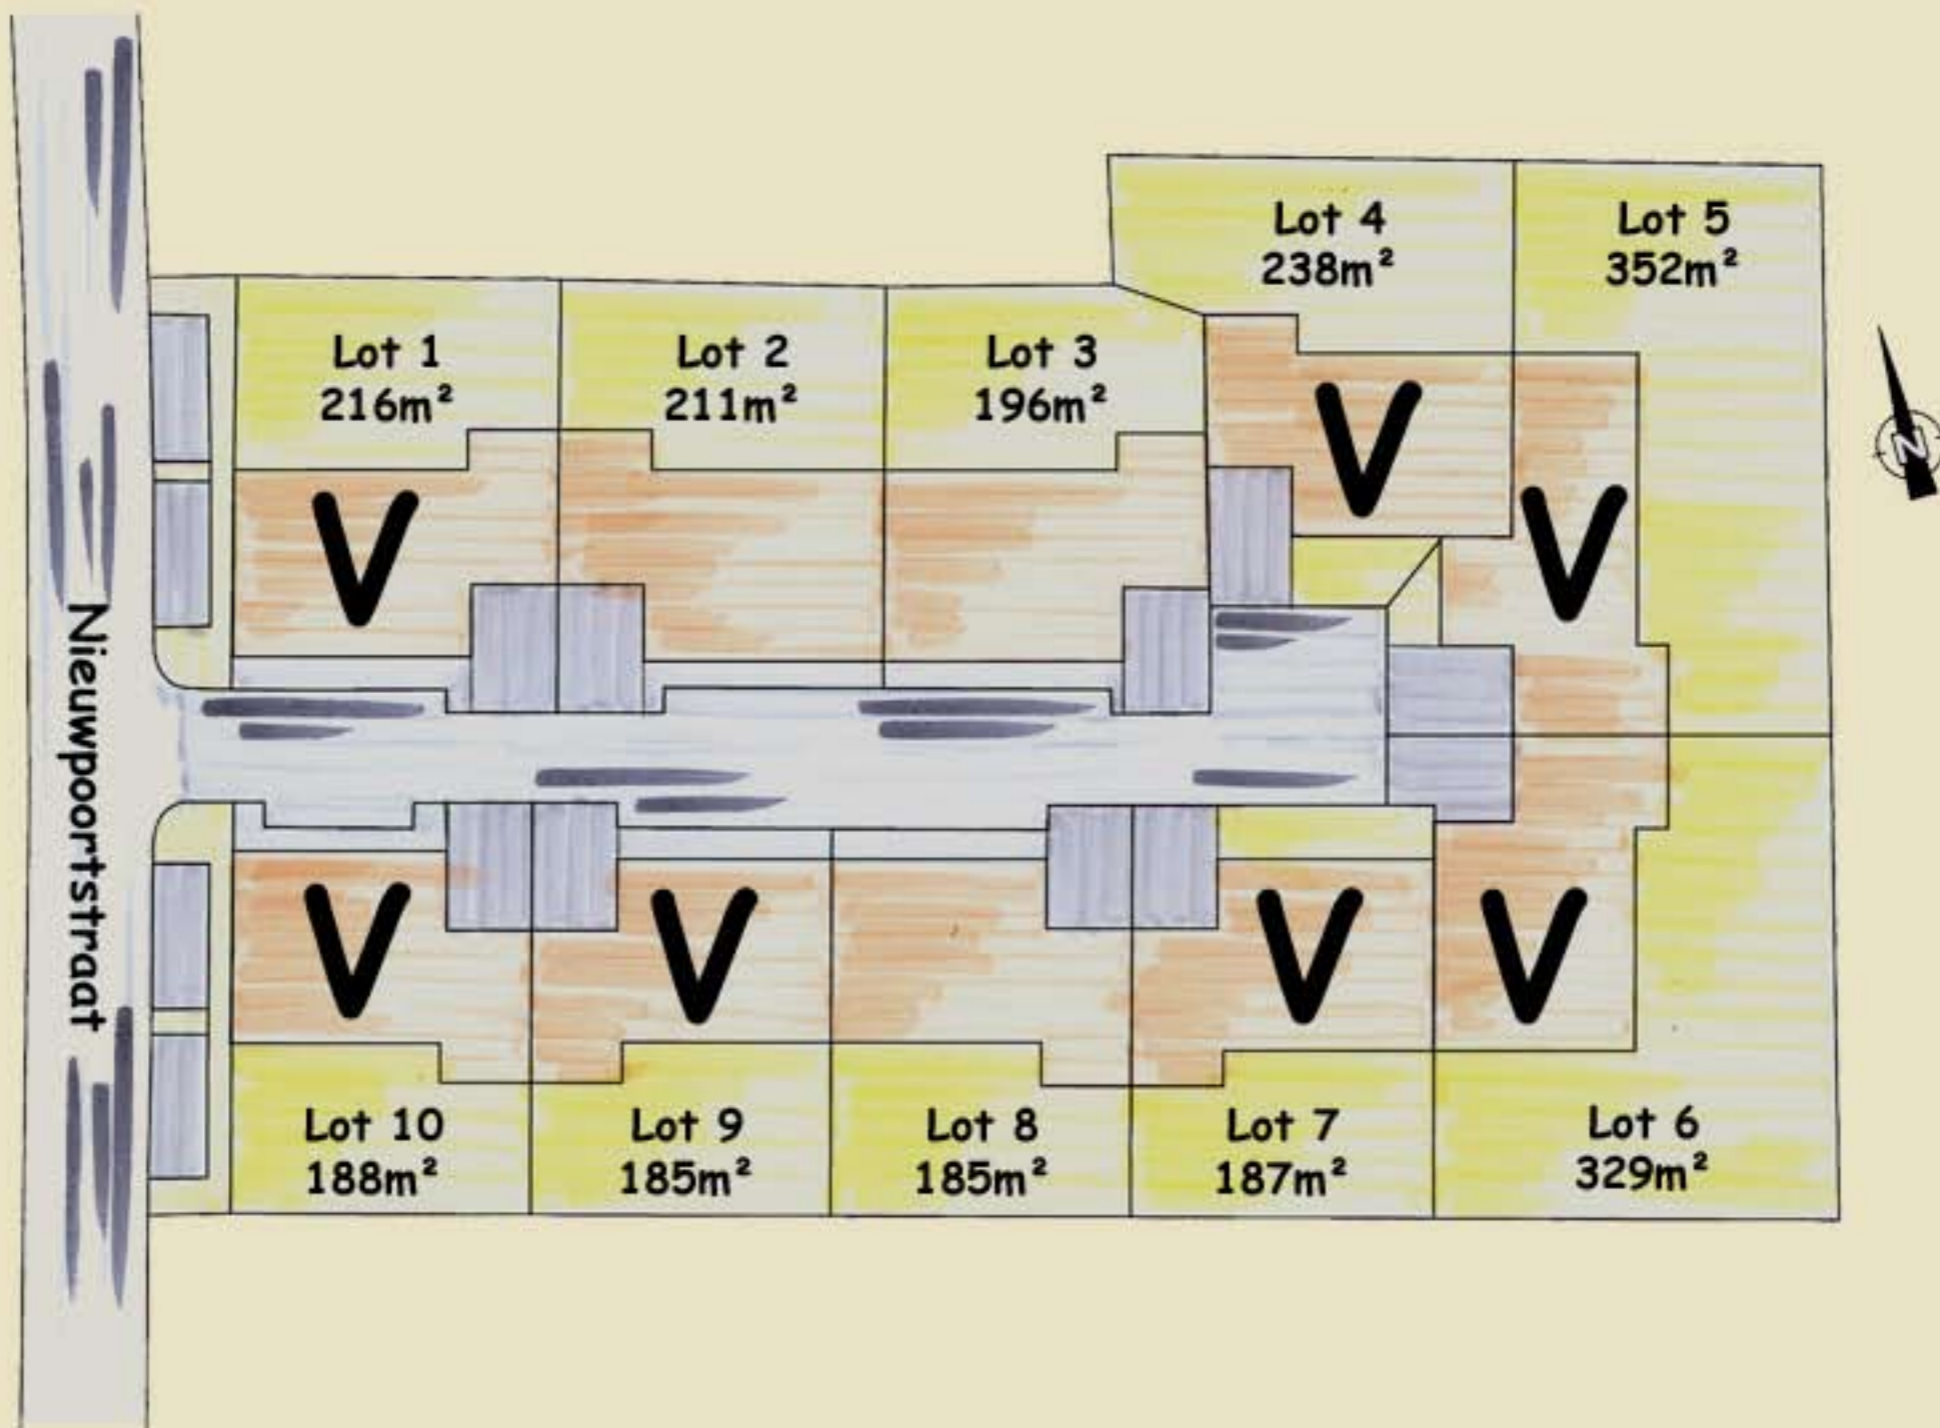 Lot 4
238m²
Lot 5
352m²
Lot 1
216m²
Lot 2
211m²
Lot 3
196m²
V
V
V
N
Nieuwpoortstraat
V
V
V
V
Lot 10
188m²
Lot 9
185m²
Lot 8
185m²
Lot 7
187m²
Lot 6
329m²